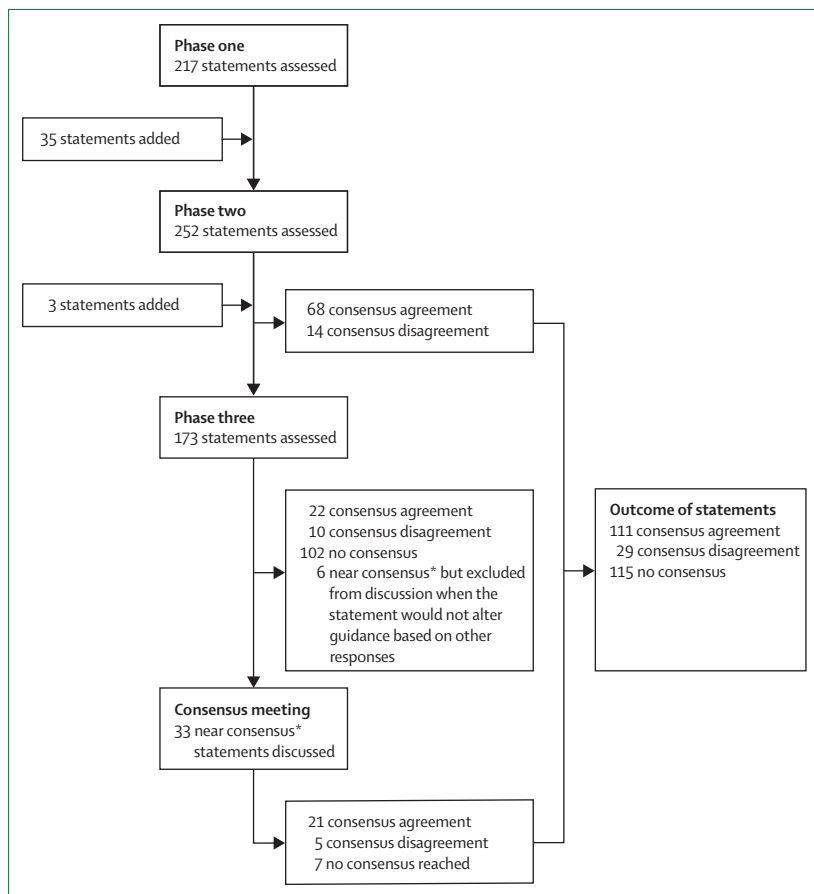 Phase one
217 statements assessed
35 statements added
Phase two
252 statements assessed
3 statements added
68 consensus agreement
14 consensus disagreement
Phase three
173 statements assessed
22 consensus agreement
10 consensus disagreement
102 no consensus
6 near consensus* but excluded
from discussion when the
statement would not alter
guidance based on other
responses
Outcome of statements
111 consensus agreement
29 consensus disagreement
115 no consensus
Consensus meeting
33 near consensus*
statements discussed
21 consensus agreement
5 consensus disagreement
7 no consensus reached